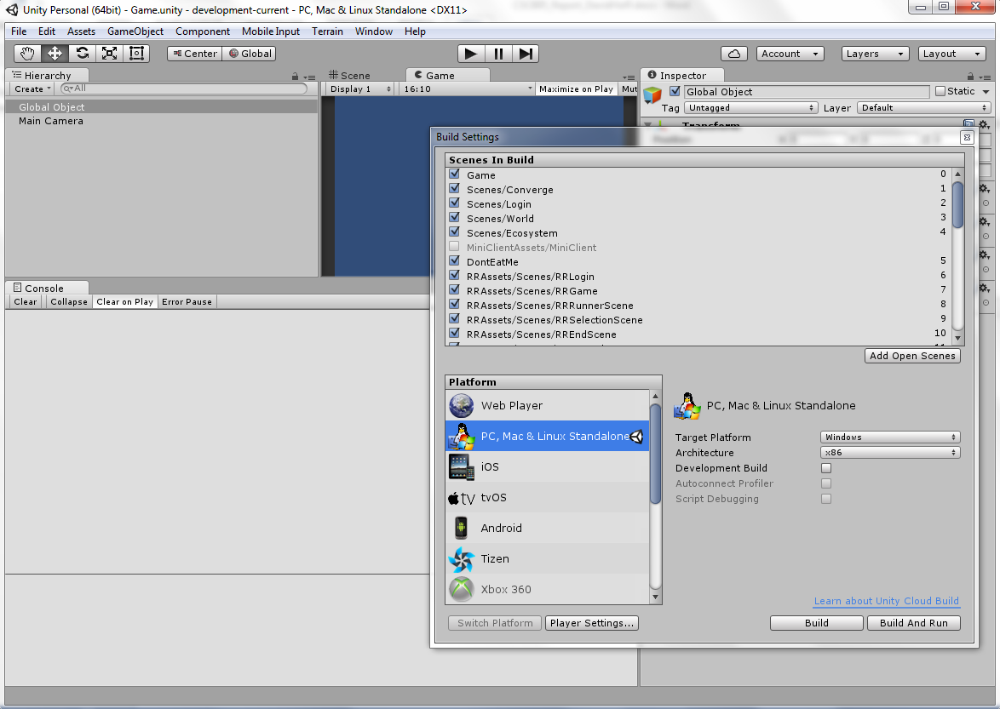 Unity Personal (64bit) - Game.unity - development-current - PC, Mac & Linux Standalone <DX11>
File Edit Assets GameObject Component Mobile Input Terrain Window Help
Center Global Account Layers Layout
Hierarchy
Create All
Global Object
Main Camera
Scene Game
Display 1 16:10 Maximize on Play Mut
Inspector
Global Object Static
Tag Untagged Layer Default
Transform
Position
Console
Clear Collapse Clear on Play Error Pause
Build Settings
Scenes In Build
Game 0
Scenes/Converge 1
Scenes/Login 2
Scenes/World 3
Scenes/Ecosystem 4
MiniClientAssets/MiniClient
DontEatMe 5
RRAssets/Scenes/RRLogin 6
RRAssets/Scenes/RRGame 7
RRAssets/Scenes/RRRunnerScene 8
RRAssets/Scenes/RRSelectionScene 9
RRAssets/Scenes/RREndScene 10
Add Open Scenes
Platform
Web Player
PC, Mac & Linux Standalone
iOS
tv tvOS
Android
Tizen
Xbox 360
Switch Platform Player Settings...
PC, Mac & Linux Standalone
Target Platform Windows
Architecture x86
Development Build
Autoconnect Profiler
Script Debugging
Learn about Unity Cloud Build
Build Build And Run